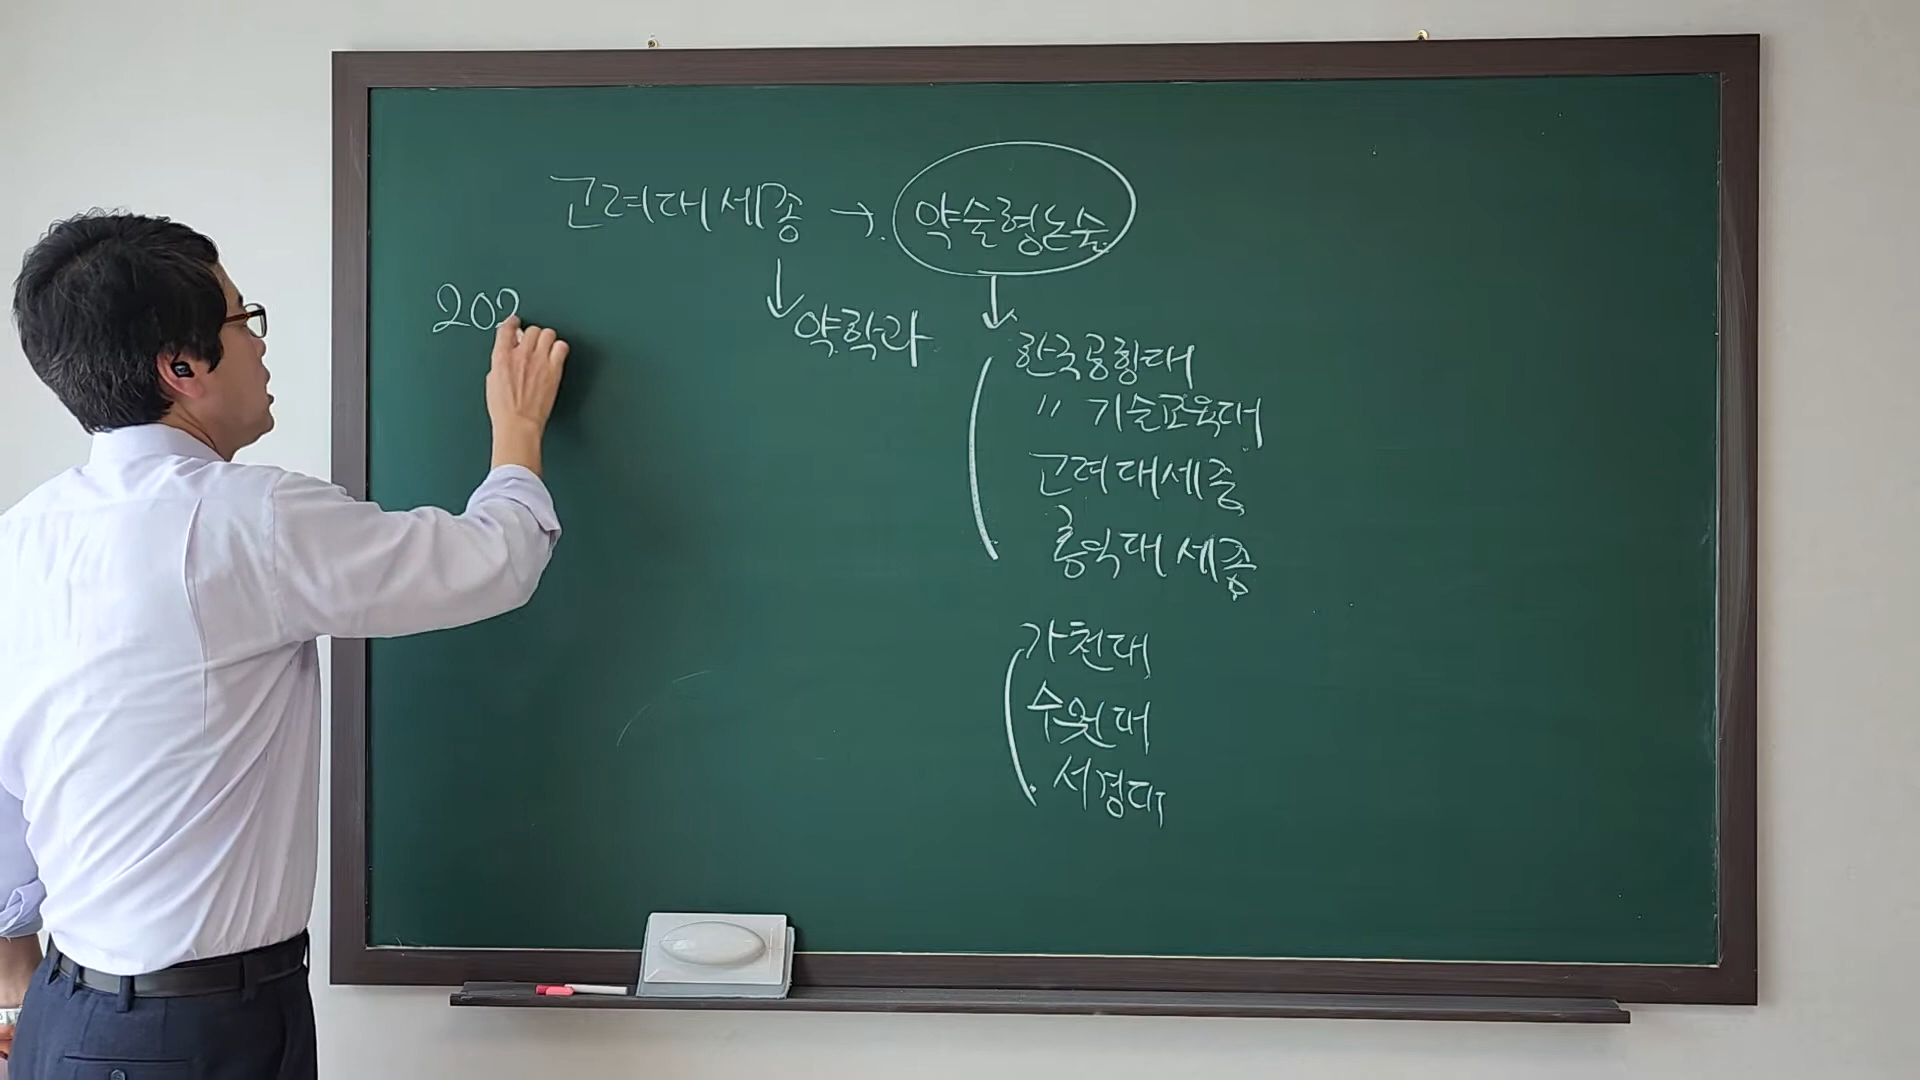 고려대세종 → 약술형논술
202
↓ 약학과
↓
한국공항대
〃 기술교육대
고려대세종
홍익대 세종
가천대
수원대
서경대